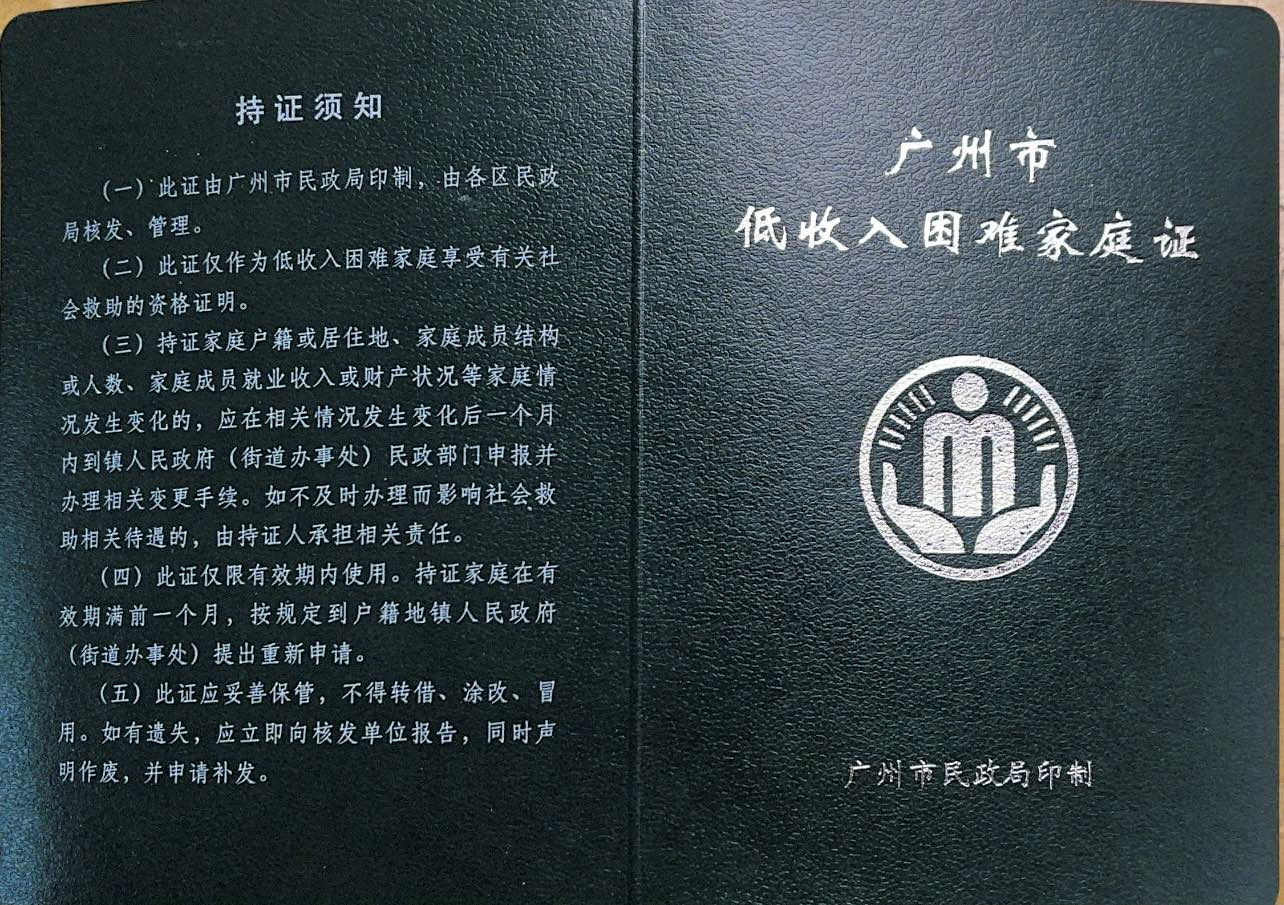 持证须知
(一)此证由广州市民政局印制，由各区民政
局核发、管理。
(二)此证仅作为低收入困难家庭享受有关社
会救助的资格证明。
(三)持证家庭户籍或居住地、家庭成员结构
或人数、家庭成员就业收入或财产状况等家庭情
况发生变化的，应在相关情况发生变化后一个月
内到镇人民政府(街道办事处)民政部门申报并
办理相关变更手续。如不及时办理而影响社会救
助相关待遇的，由持证人承担相关责任。
(四)此证仅限有效期内使用。持证家庭在有
效期满前一个月，按规定到户籍地镇人民政府
(街道办事处)提出重新申请。
(五)此证应妥善保管，不得转借、涂改、冒
用。如有遗失，应立即向核发单位报告，同时声
明作废，并申请补发。
广州市
低收入困难家庭证
广州市民政局印制